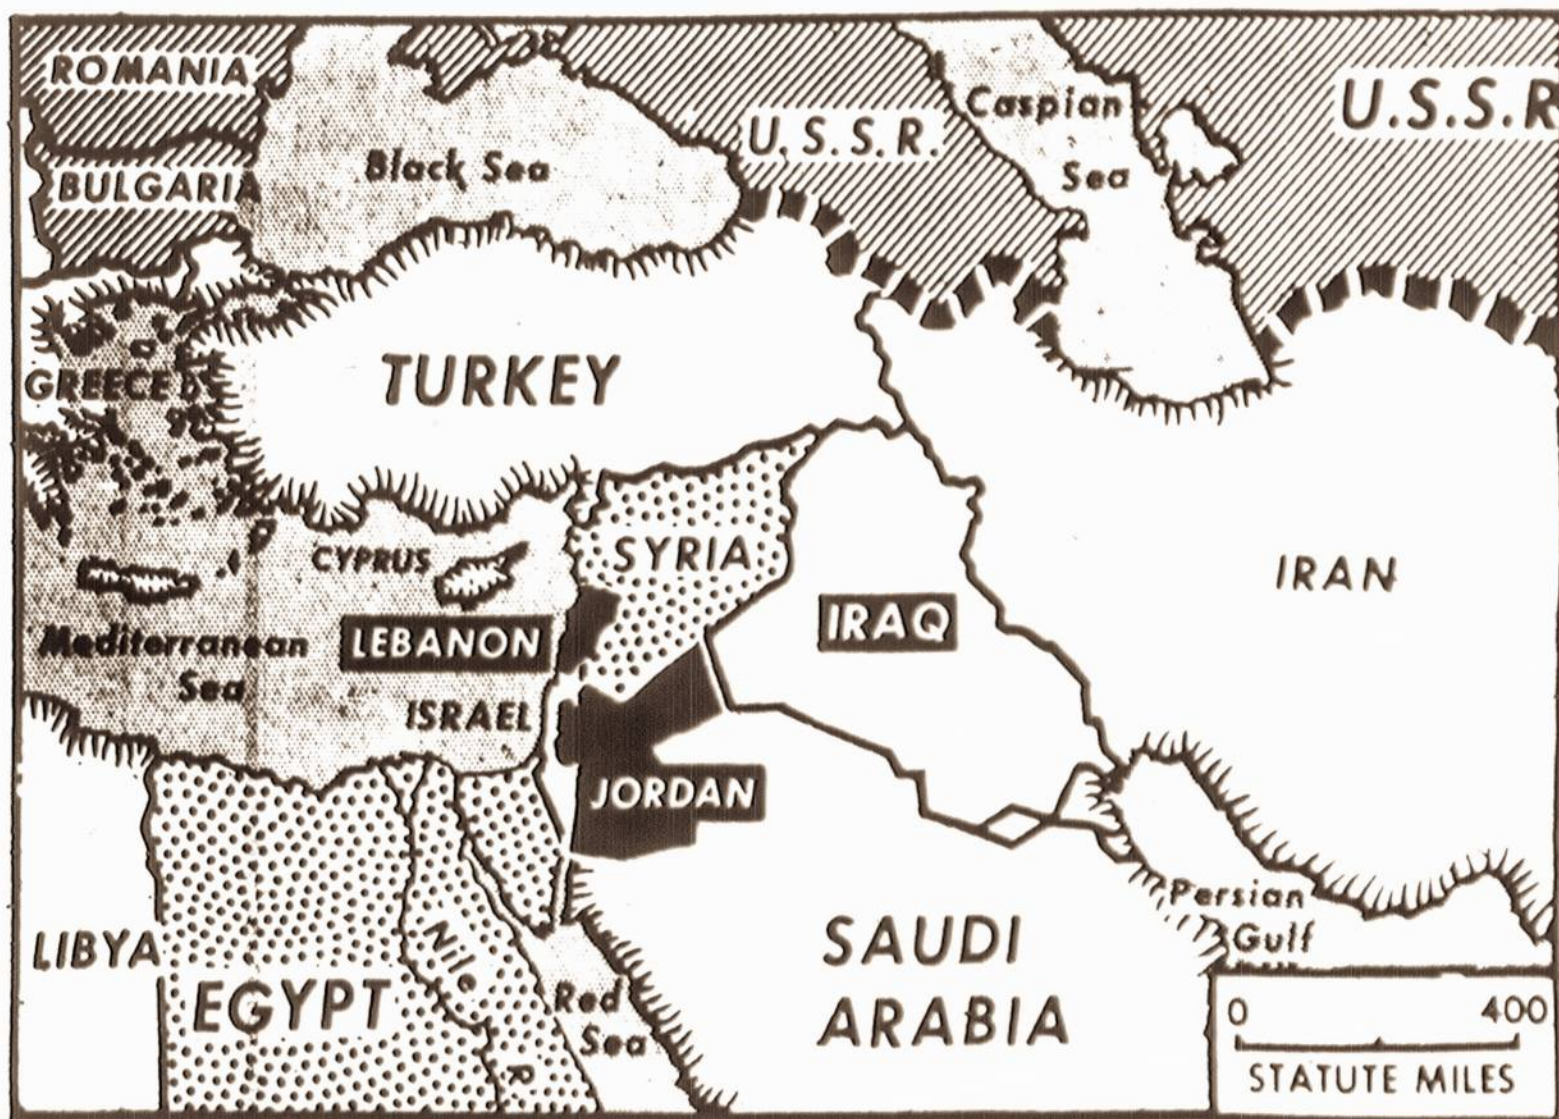 ROMANIA
U.S.S.R.
Caspian
Sea
U.S.S.R
Black Sea
BULGARIA
GREECE
TURKEY
CYPRUS
SYRIA
IRAN
IRAQ
LEBANON
Mediterranean
Sea
ISRAEL
JORDAN
Persian
Gulf
LIBYA
EGYPT
Nile
R
Red
Sea
SAUDI
ARABIA
0 400
STATUTE MILES